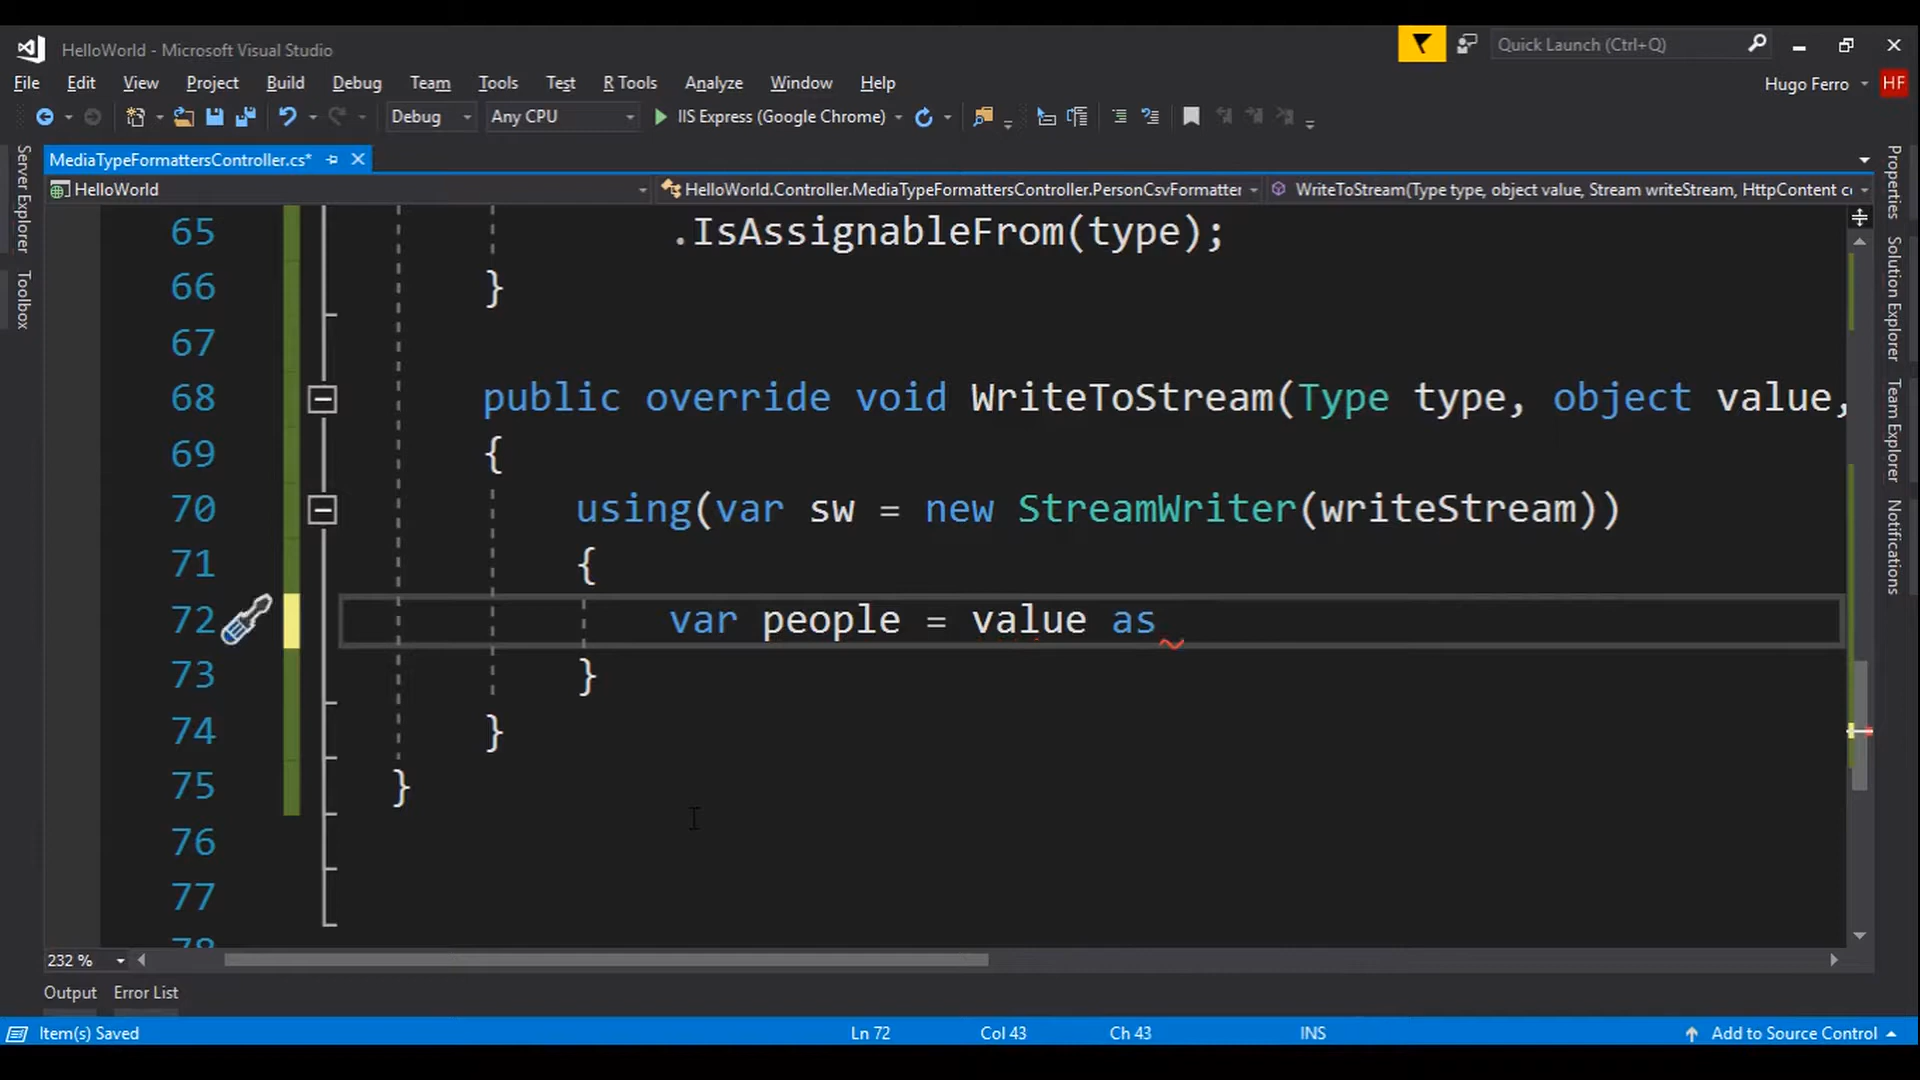 HelloWorld - Microsoft Visual Studio
Quick Launch (Ctrl+Q)
File Edit View Project Build Debug Team Tools Test R Tools Analyze Window Help
Hugo Ferro HF
Debug Any CPU IIS Express (Google Chrome)
MediaTypeFormattersController.cs*
HelloWorld HelloWorld.Controller.MediaTypeFormattersController.PersonCsvFormatter WriteToStream(Type type, object value, Stream writeStream, HttpContent c
Server Explorer
Toolbox
65 .IsAssignableFrom(type);
66 }
67
68 public override void WriteToStream(Type type, object value,
69 {
70 using(var sw = new StreamWriter(writeStream))
71 {
72 var people = value as
73 }
74 }
75 }
76
77
78
Properties
Solution Explorer
Team Explorer
Notifications
232 %
Output Error List
Item(s) Saved Ln 72 Col 43 Ch 43 INS Add to Source Control